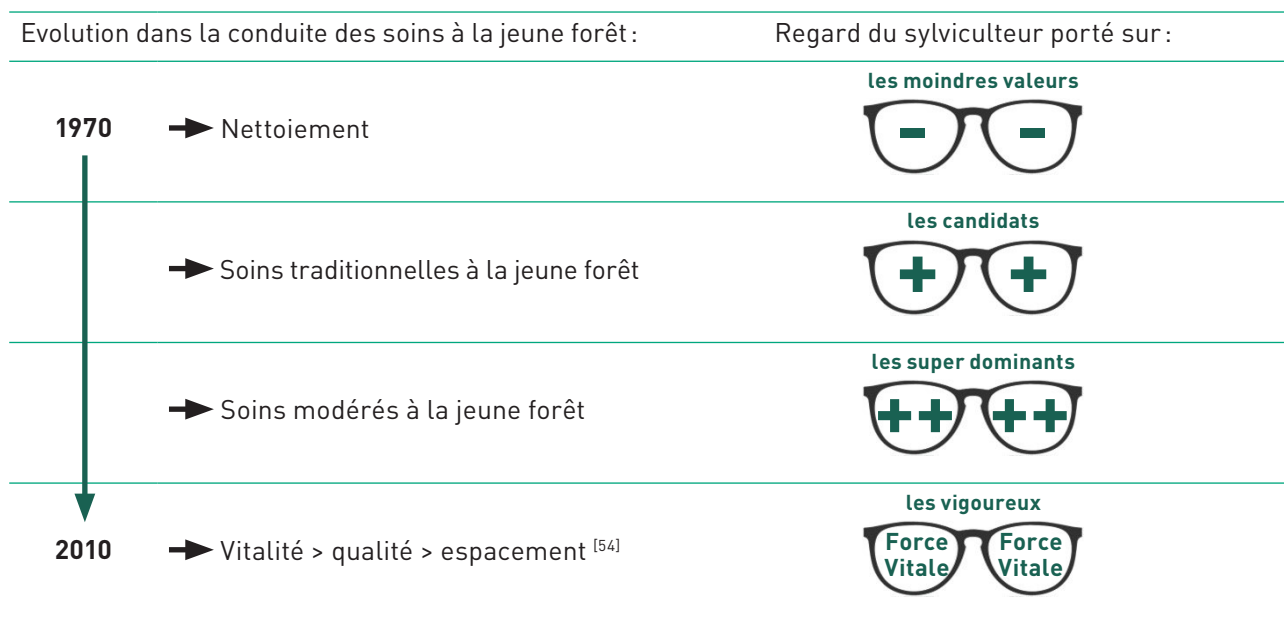 Evolution dans la conduite des soins à la jeune forêt :
Regard du sylviculteur porté sur :
1970
Nettoiement
les moindres valeurs
- -
Soins traditionnelles à la jeune forêt
les candidats
+ +
Soins modérés à la jeune forêt
les super dominants
++ ++
2010
Vitalité > qualité > espacement [54]
les vigoureux
Force Force
Vitale Vitale